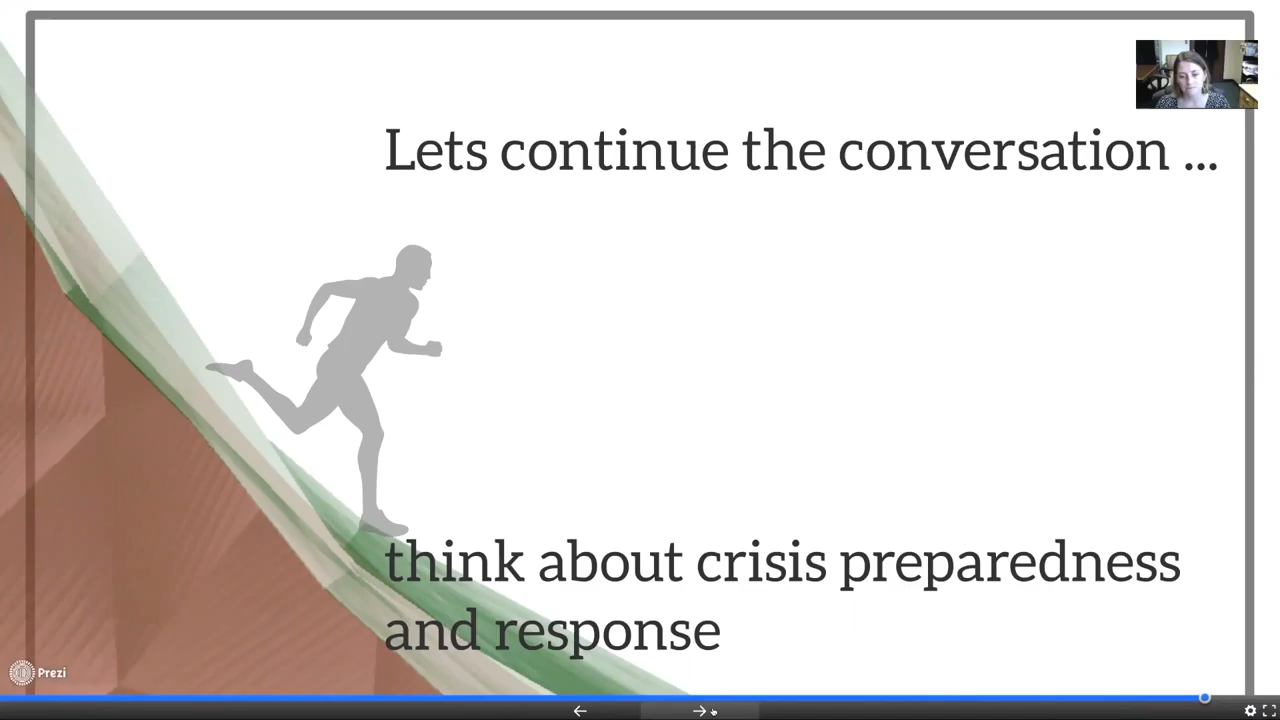 Lets continue the conversation ...
think about crisis preparedness
and response
Prezi